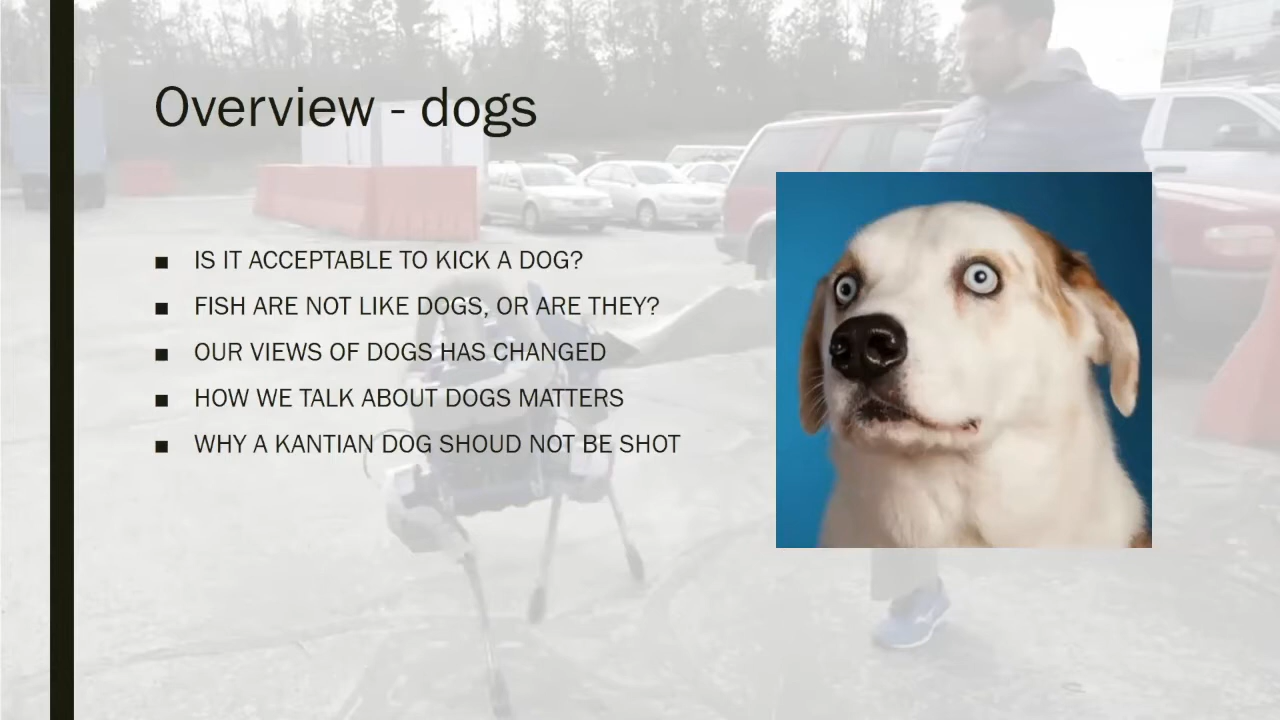 Overview - dogs
IS IT ACCEPTABLE TO KICK A DOG?
FISH ARE NOT LIKE DOGS, OR ARE THEY?
OUR VIEWS OF DOGS HAS CHANGED
HOW WE TALK ABOUT DOGS MATTERS
WHY A KANTIAN DOG SHOUD NOT BE SHOT